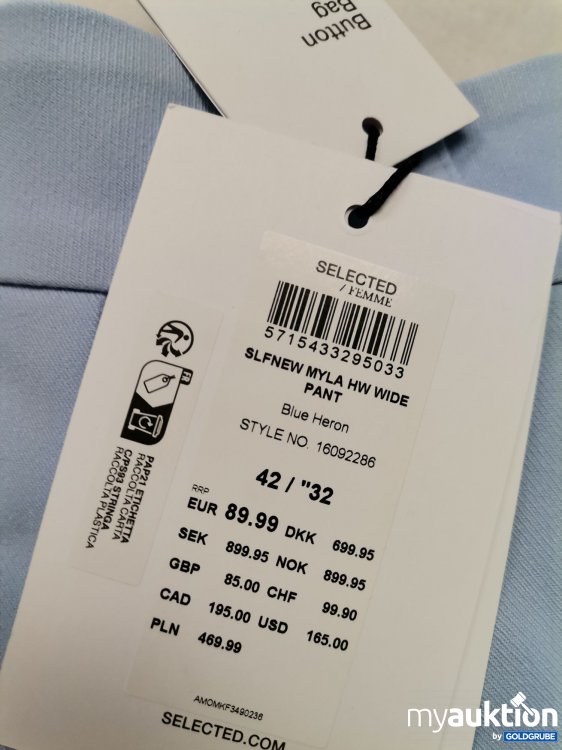 Button
Bag
SELECTED
/ FEMME
5715433295033
SLFNEW MYLA HW WIDE
PANT
Blue Heron
STYLE NO. 16092286
42 / "32
RRP
EUR 89.99 DKK 699.95
SEK 899.95 NOK 899.95
GBP 85.00 CHF 99.90
CAD 195.00 USD 165.00
PLN 469.99
AMOMKF3490236
SELECTED.COM
FR
PAP21 ETICHETTA
RACCOLTA CARTA
C/PS93 STRINGA
RACCOLTA PLASTICA
myauktion
by GOLDGRUBE